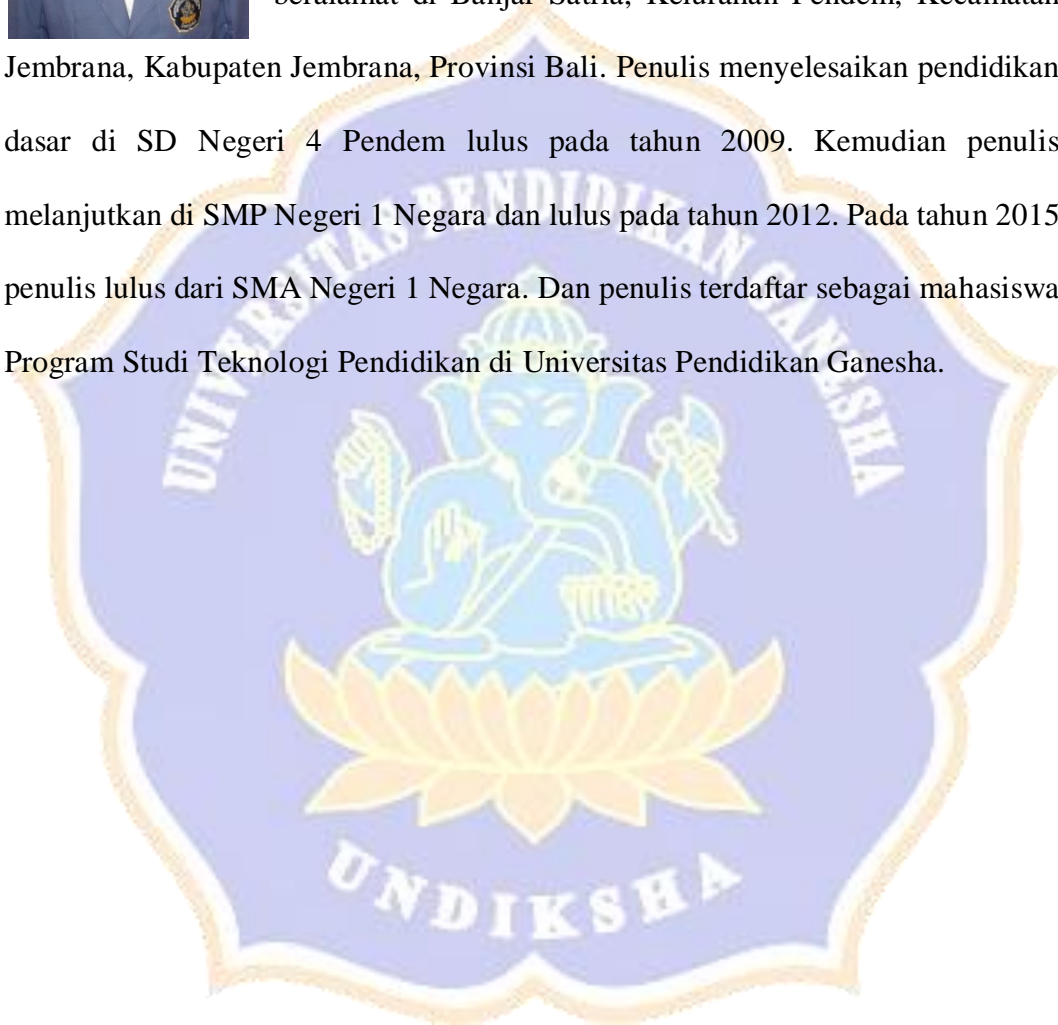 beralamat di Banjar Satria, Kelurahan Pendem, Kecamatan
Jembrana, Kabupaten Jembrana, Provinsi Bali. Penulis menyelesaikan pendidikan
dasar di SD Negeri 4 Pendem lulus pada tahun 2009. Kemudian penulis
melanjutkan di SMP Negeri 1 Negara dan lulus pada tahun 2012. Pada tahun 2015
penulis lulus dari SMA Negeri 1 Negara. Dan penulis terdaftar sebagai mahasiswa
Program Studi Teknologi Pendidikan di Universitas Pendidikan Ganesha.
UNIVERSITAS PENDIDIKAN GANESHA
UNDIKSHA